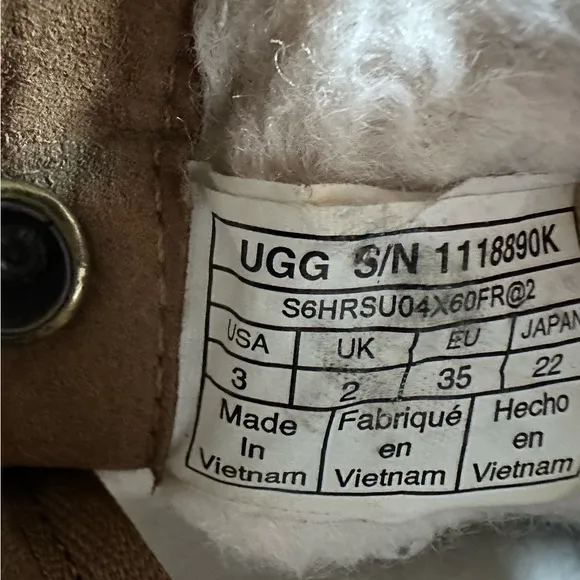 UGG S/N 1118890K
S6HRSU04X60FR@2
USA UK EU JAPAN
3 2 35 22
Made Fabriqué Hecho
In en en
Vietnam Vietnam Vietnam